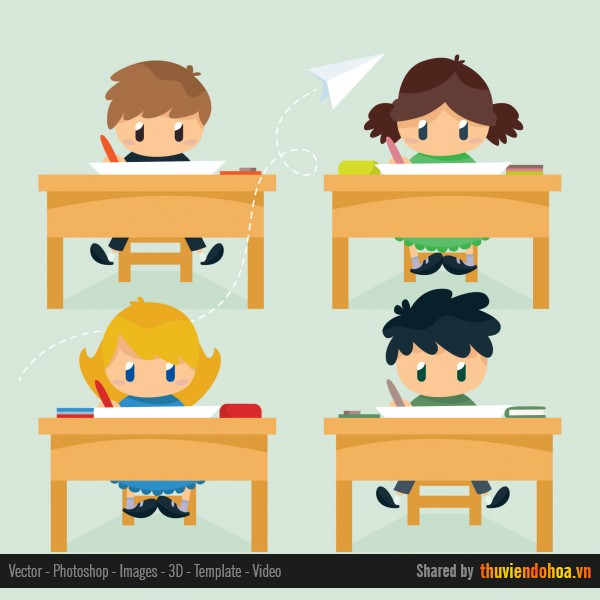 Vector - Photoshop - Images - 3D - Template - Video
Shared by thuviendohoa.vn